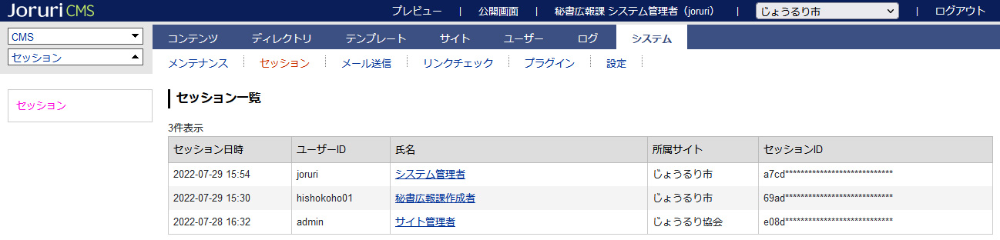 Joruri CMS プレビュー | 公開画面 | 秘書広報課 システム管理者（joruri） | じょうるり市 | ログアウト
CMS
セッション
コンテンツ ディレクトリ テンプレート サイト ユーザー ログ システム
メンテナンス セッション メール送信 リンクチェック プラグイン 設定
セッション
セッション一覧
3件表示
セッション日時 ユーザーID 氏名 所属サイト セッションID
2022-07-29 15:54 joruri システム管理者 じょうるり市 a7cd****************************
2022-07-29 15:30 hishokoho01 秘書広報課作成者 じょうるり市 69ad****************************
2022-07-28 16:32 admin サイト管理者 じょうるり協会 e08d****************************